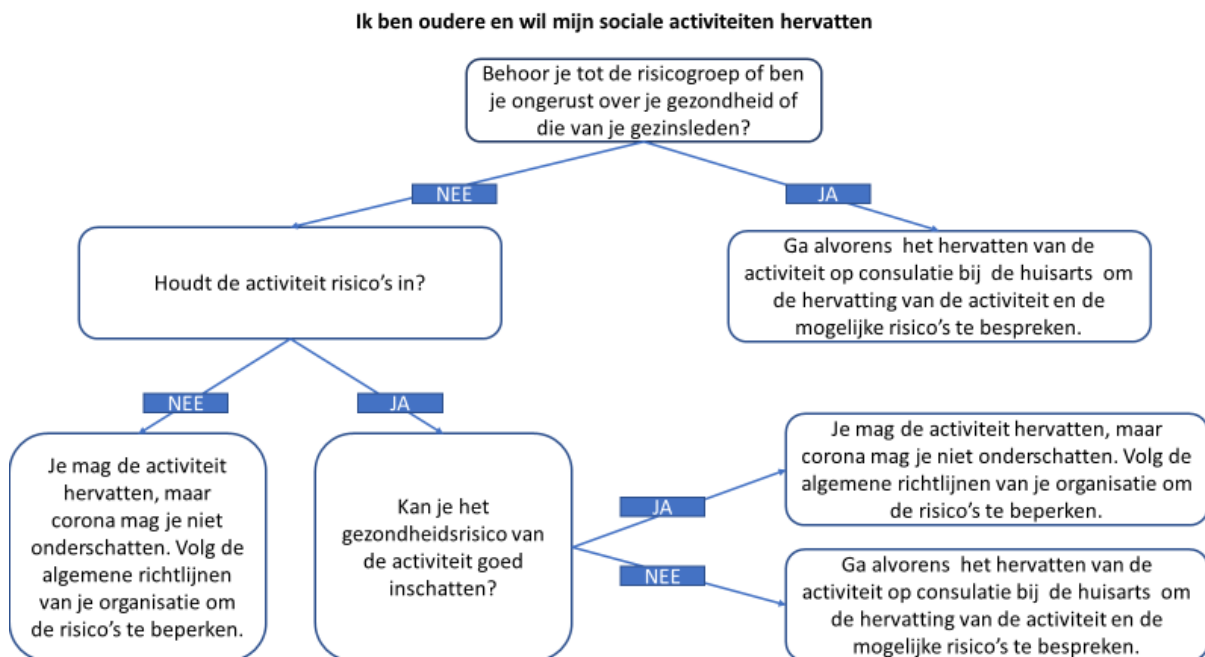 Ik ben oudere en wil mijn sociale activiteiten hervatten
Behoor je tot de risicogroep of ben
je ongerust over je gezondheid of
die van je gezinsleden?
NEE
JA
Houdt de activiteit risico's in?
Ga alvorens het hervatten van de
activiteit op consulatie bij de huisarts om
de hervatting van de activiteit en de
mogelijke risico's te bespreken.
NEE
JA
Je mag de activiteit
hervatten, maar
corona mag je niet
onderschatten. Volg de
algemene richtlijnen
van je organisatie om
de risico's te beperken.
Kan je het
gezondheidsrisico van
de activiteit goed
inschatten?
JA
Je mag de activiteit hervatten, maar
corona mag je niet onderschatten. Volg de
algemene richtlijnen van je organisatie om
de risico's te beperken.
NEE
Ga alvorens het hervatten van de
activiteit op consulatie bij de huisarts om
de hervatting van de activiteit en de
mogelijke risico's te bespreken.